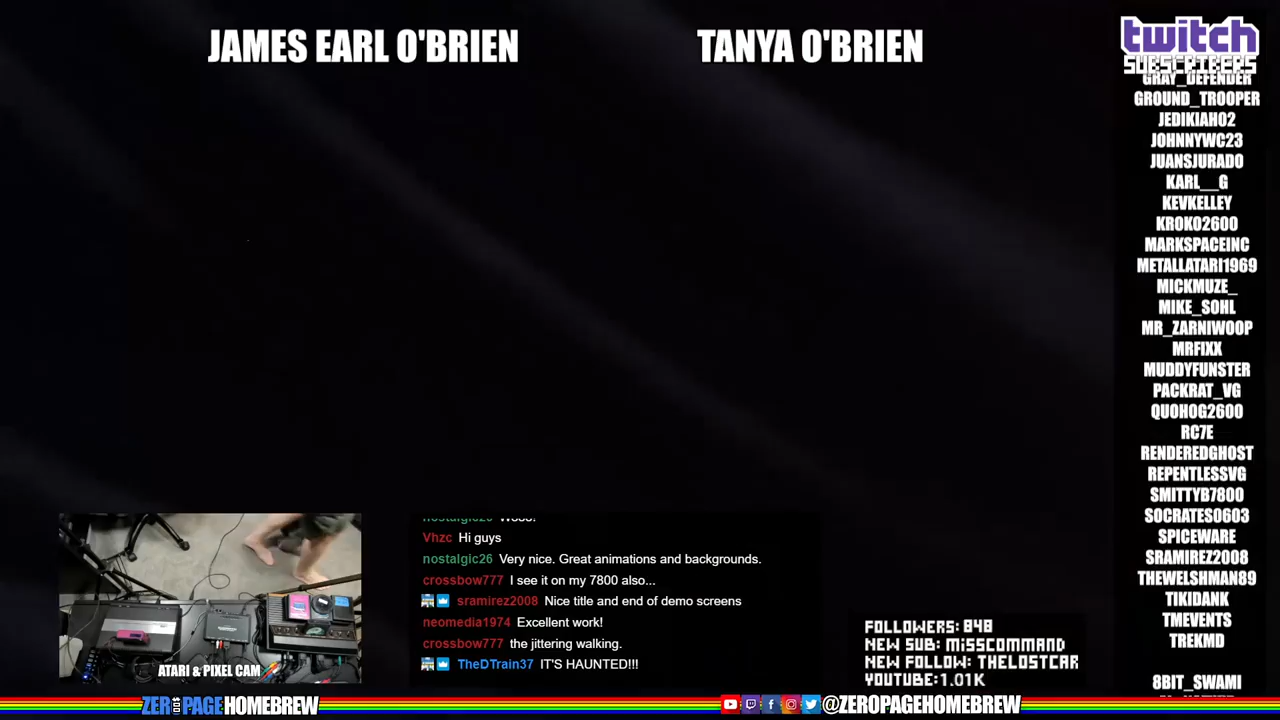 JAMES EARL O'BRIEN
TANYA O'BRIEN
twitch
SUBSCRIBERS
GRAY_DEFENDER
GROUND_TROOPER
JEDIKIAH02
JOHNNYWC23
JUANSJURADO
KARL__G
KEVKELLEY
KROKO2600
MARKSPACEINC
METALLATARI1969
MICKMUZE_
MIKE_SOHL
MR_ZARNIWOOP
MRFIXX
MUDDYFUNSTER
PACKRAT_VG
QUOHOG2600
RC7E
RENDEREDGHOST
REPENTLESSVG
SMITTYB7800
SOCRATES0603
SPICEWARE
SRAMIREZ2008
THEWELSHMAN89
TIKIDANK
TMEVENTS
TREKMD
8BIT_SWAMI
ATARI & PIXEL CAM
Vhzc Hi guys
nostalgic26 Very nice. Great animations and backgrounds.
crossbow777 I see it on my 7800 also...
sramirez2008 Nice title and end of demo screens
neomedia1974 Excellent work!
crossbow777 the jittering walking.
TheDTrain37 IT'S HAUNTED!!!
FOLLOWERS: 848
NEW SUB: MISSCOMMAND
NEW FOLLOW: THELOSTCAR
YOUTUBE:1.01K
ZEROPAGEHOMEBREW
@ZEROPAGEHOMEBREW